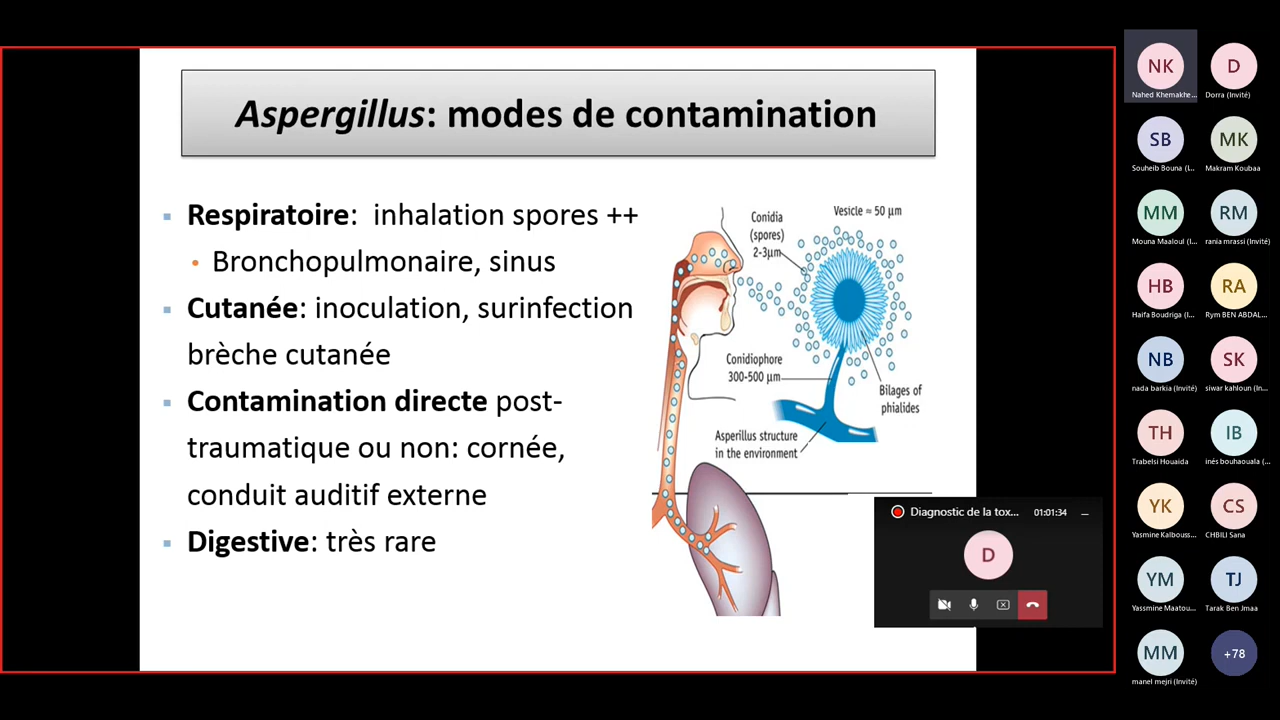 Aspergillus: modes de contamination
Respiratoire: inhalation spores ++
Bronchopulmonaire, sinus
Cutanée: inoculation, surinfection
brèche cutanée
Contamination directe post-
traumatique ou non: cornée,
conduit auditif externe
Digestive: très rare
Conidia
(spores)
2-3µm
Vesicle ≈ 50 µm
Conidiophore
300-500 µm
Bilages of
phialides
Asperillus structure
in the environment
Diagnostic de la tox... 01:01:34
D
NK
Nahed Khemakhe...
D
Dorra (Invité)
SB
Souheib Bouna (I...
MK
Makram Koubaa
MM
Mouna Maaloul (I...
RM
rania mrassi (Invité)
HB
Haifa Boudriga (I...
RA
Rym BEN ABDAL...
NB
nada barkia (Invité)
SK
siwar kahloun (In...
TH
Trabelsi Houaida
IB
inès bouhaouala (...
YK
Yasmine Kalbouss...
CS
CHBILI Sana
YM
Yassmine Maatou...
TJ
Tarak Ben Jmaa
MM
manel mejri (Invité)
+78